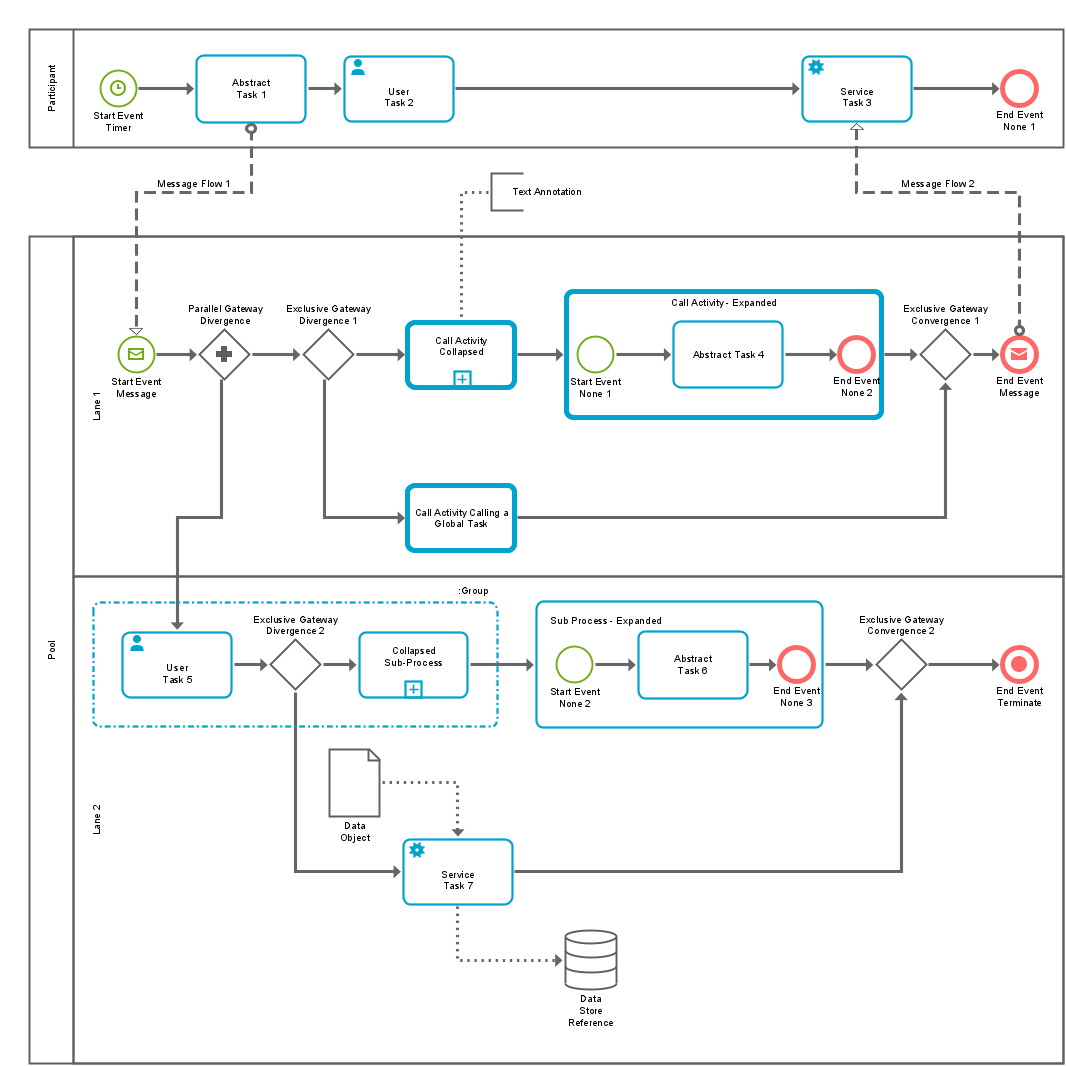 Participant
Start Event
Timer
Abstract
Task 1
User
Task 2
Service
Task 3
End Event
None 1
Message Flow 1
Text Annotation
Message Flow 2
Pool
Lane 1
Parallel Gateway
Divergence
Exclusive Gateway
Divergence 1
Call Activity - Expanded
Exclusive Gateway
Convergence 1
Call Activity
Collapsed
Abstract Task 4
Start Event
Message
Start Event
None 1
End Event
None 2
End Event
Message
Call Activity Calling a
Global Task
Lane 2
:Group
Exclusive Gateway
Divergence 2
Sub Process - Expanded
Exclusive Gateway
Convergence 2
User
Task 5
Collapsed
Sub-Process
Abstract
Task 6
Start Event
None 2
End Event
None 3
End Event
Terminate
Data
Object
Service
Task 7
Data
Store
Reference